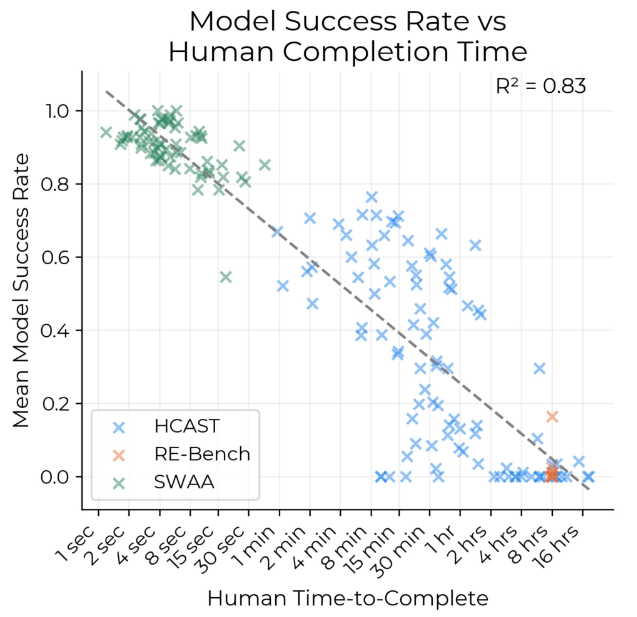 Model Success Rate vs
Human Completion Time
R² = 0.83
Mean Model Success Rate
1.0
0.8
0.6
0.4
0.2
0.0
HCAST
RE-Bench
SWAA
1 sec
2 sec
4 sec
8 sec
15 sec
30 sec
1 min
2 min
4 min
8 min
15 min
30 min
1 hr
2 hrs
4 hrs
8 hrs
16 hrs
Human Time-to-Complete